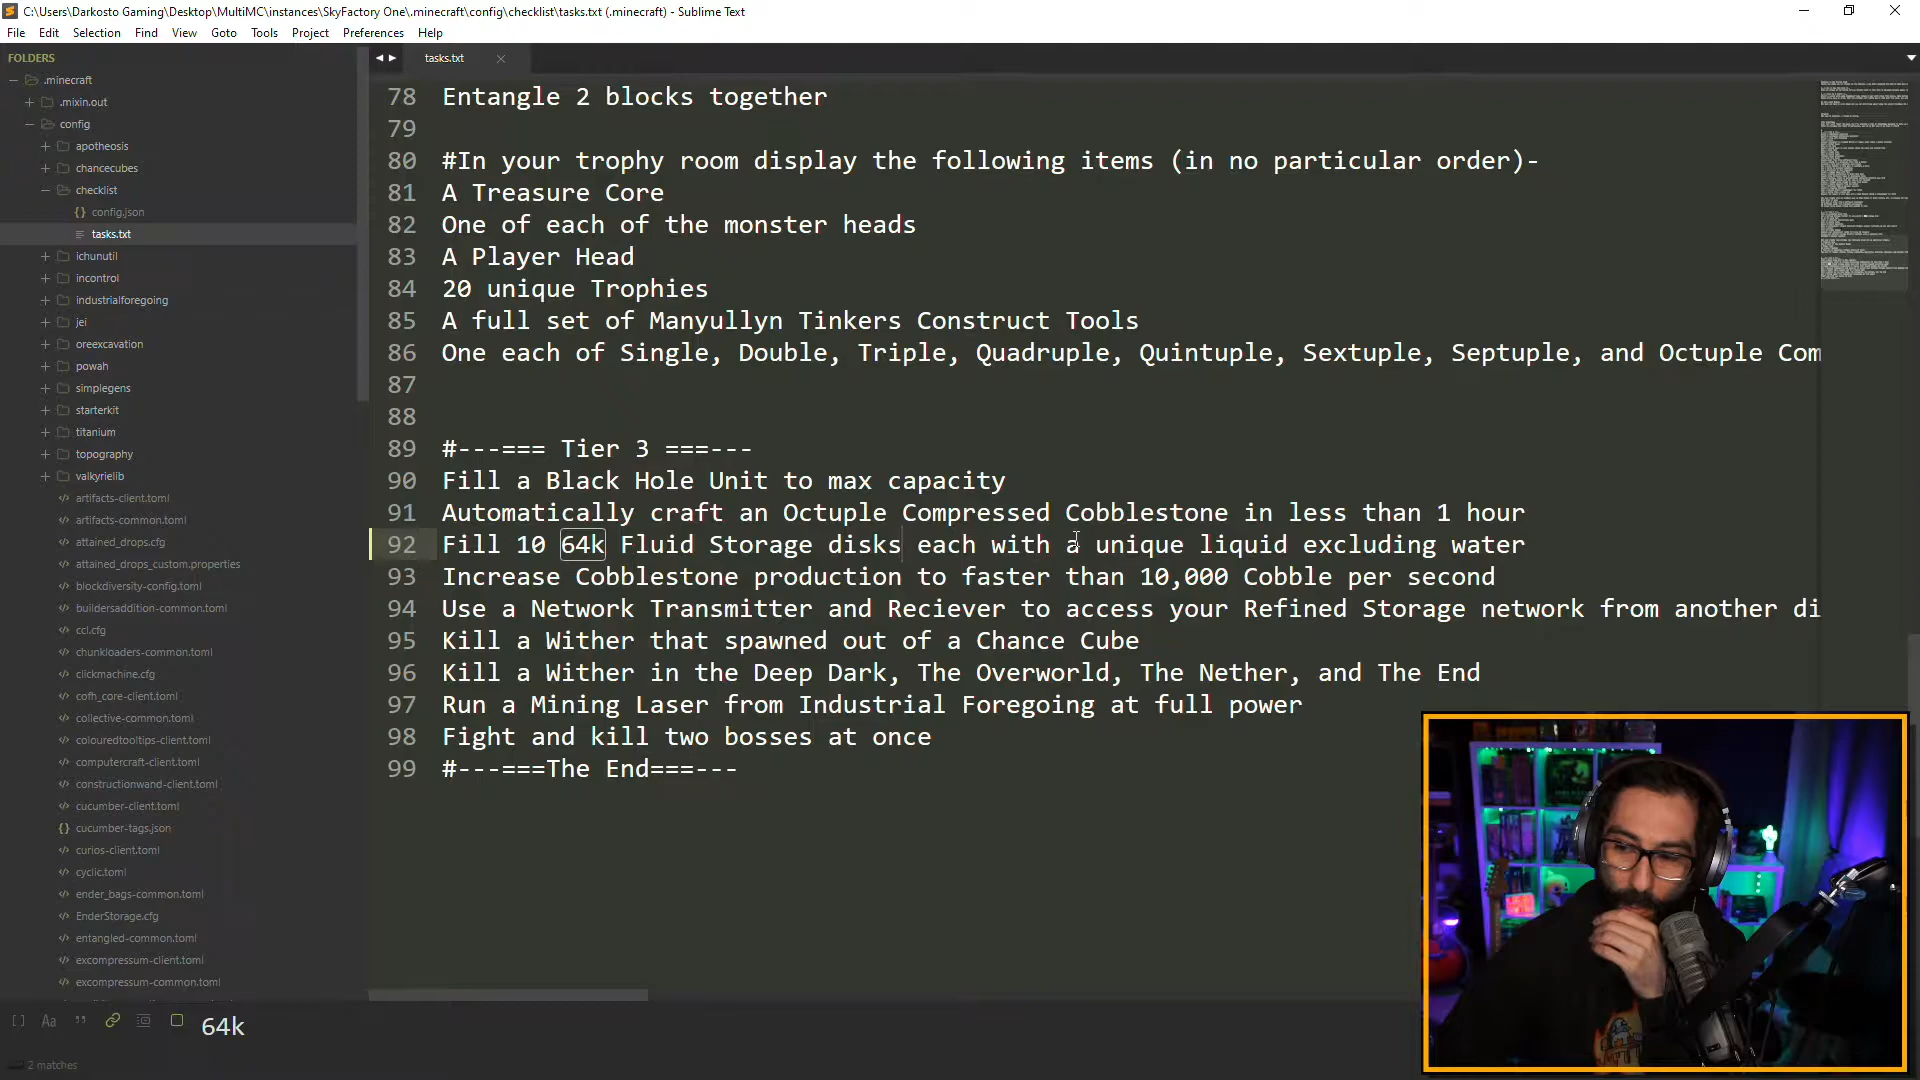 C:\Users\Darkosto Gaming\Desktop\MultiMC\instances\SkyFactory One\.minecraft\config\checklist\tasks.txt (.minecraft) - Sublime Text
File Edit Selection Find View Goto Tools Project Preferences Help
FOLDERS
.minecraft
.mixin.out
config
apotheosis
chancecubes
checklist
config.json
tasks.txt
ichunutil
incontrol
industrialforegoing
jei
oreexcavation
powah
simplegens
starterkit
titanium
topography
valkyrielib
artifacts-client.toml
artifacts-common.toml
attained_drops.cfg
attained_drops_custom.properties
blockdiversity-config.toml
buildersaddition-common.toml
ccl.cfg
chunkloaders-common.toml
clickmachine.cfg
cofh_core-client.toml
collective-common.toml
colouredtooltips-client.toml
computercraft-client.toml
constructionwand-client.toml
cucumber-client.toml
cucumber-tags.json
curios-client.toml
cyclic.toml
ender_bags-common.toml
EnderStorage.cfg
entangled-common.toml
excompressum-client.toml
excompressum-common.toml
tasks.txt
78 Entangle 2 blocks together
79
80 #In your trophy room display the following items (in no particular order)-
81 A Treasure Core
82 One of each of the monster heads
83 A Player Head
84 20 unique Trophies
85 A full set of Manyullyn Tinkers Construct Tools
86 One each of Single, Double, Triple, Quadruple, Quintuple, Sextuple, Septuple, and Octuple Com
87
88
89 #---=== Tier 3 ===---
90 Fill a Black Hole Unit to max capacity
91 Automatically craft an Octuple Compressed Cobblestone in less than 1 hour
92 Fill 10 64k Fluid Storage disks each with a unique liquid excluding water
93 Increase Cobblestone production to faster than 10,000 Cobble per second
94 Use a Network Transmitter and Reciever to access your Refined Storage network from another di
95 Kill a Wither that spawned out of a Chance Cube
96 Kill a Wither in the Deep Dark, The Overworld, The Nether, and The End
97 Run a Mining Laser from Industrial Foregoing at full power
98 Fight and kill two bosses at once
99 #---===The End===---
Aa
64k
2 matches